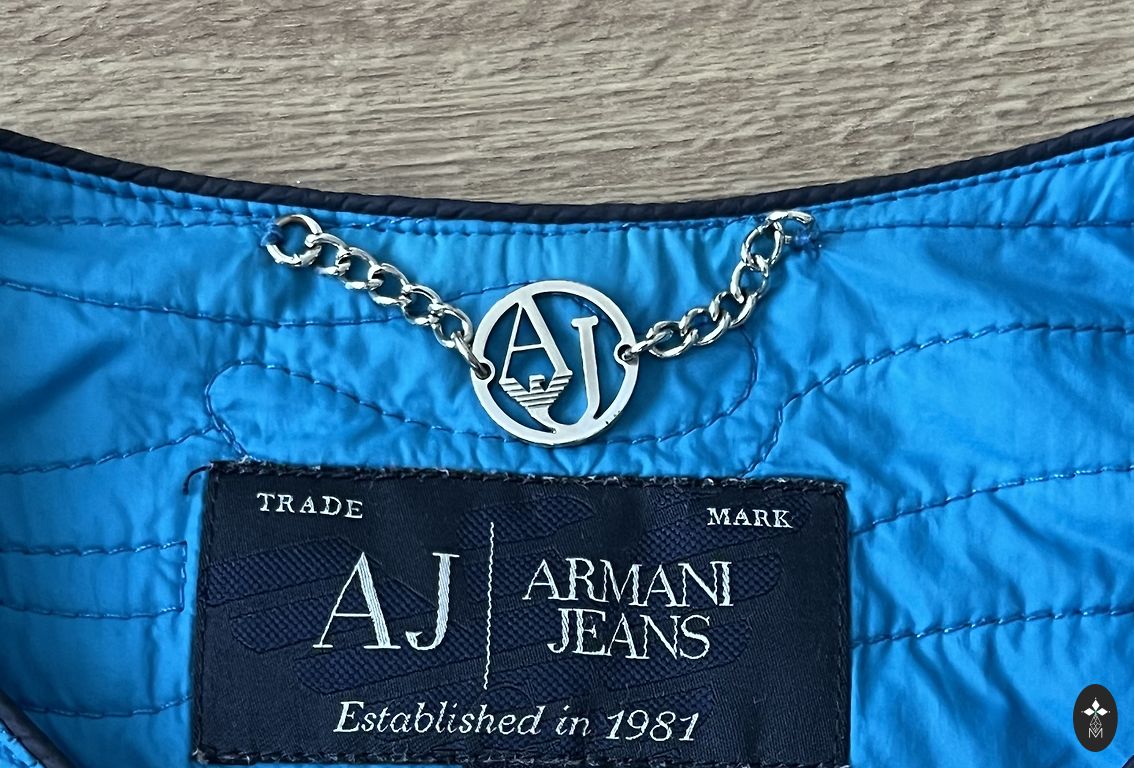 AJ
TRADE MARK
AJ ARMANI
JEANS
Established in 1981
M